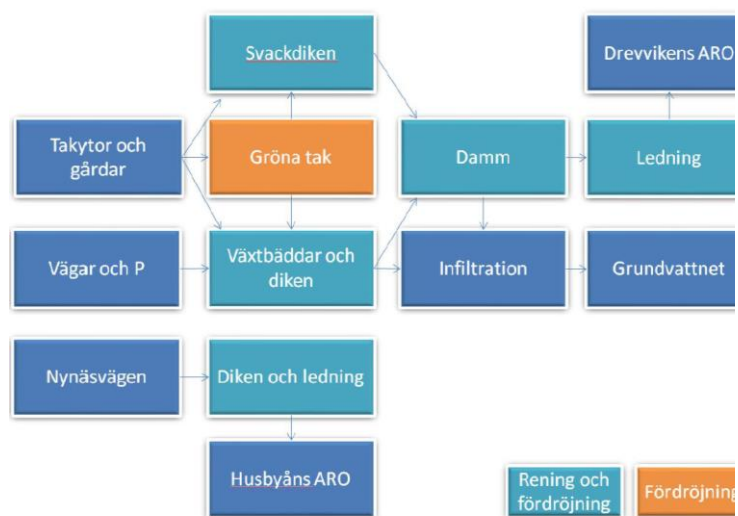 Svackdiken
Drevvikens ARO
Takytor och
gårdar
Gröna tak
Damm
Ledning
Vägar och P
Växtbäddar och
diken
Infiltration
Grundvattnet
Nynäsvägen
Diken och ledning
Husbyåns ARO
Rening och
fördröjning
Fördröjning